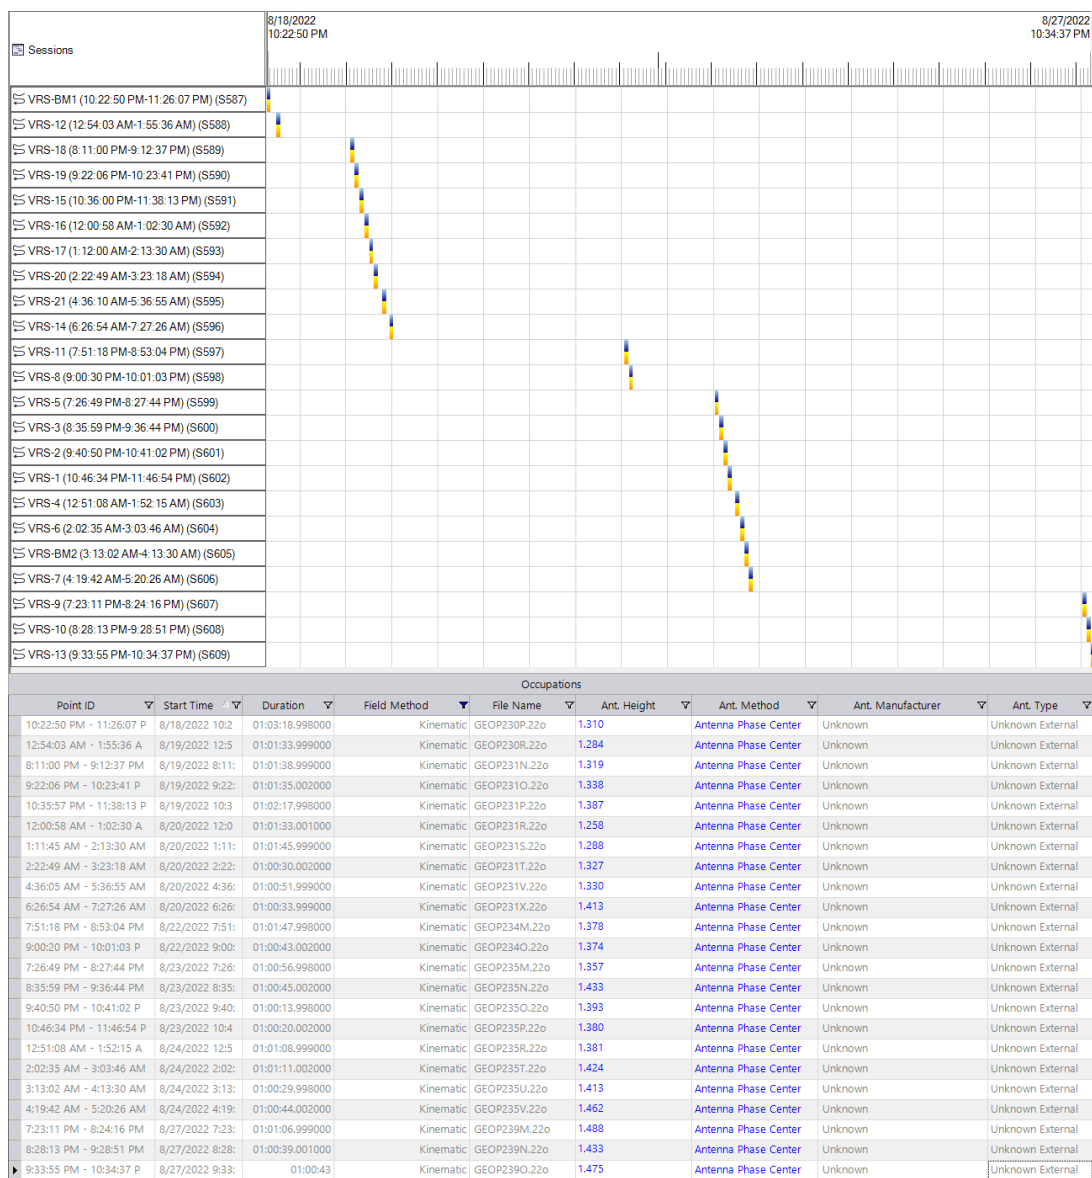 8/18/2022 8/27/2022
10:22:50 PM 10:34:37 PM
Sessions
VRS-BM1 (10:22:50 PM-11:26:07 PM) (S587)
VRS-12 (12:54:03 AM-1:55:36 AM) (S588)
VRS-18 (8:11:00 PM-9:12:37 PM) (S589)
VRS-19 (9:22:06 PM-10:23:41 PM) (S590)
VRS-15 (10:36:00 PM-11:38:13 PM) (S591)
VRS-16 (12:00:58 AM-1:02:30 AM) (S592)
VRS-17 (1:12:00 AM-2:13:30 AM) (S593)
VRS-20 (2:22:49 AM-3:23:18 AM) (S594)
VRS-21 (4:36:10 AM-5:36:55 AM) (S595)
VRS-14 (6:26:54 AM-7:27:26 AM) (S596)
VRS-11 (7:51:18 PM-8:53:04 PM) (S597)
VRS-8 (9:00:30 PM-10:01:03 PM) (S598)
VRS-5 (7:26:49 PM-8:27:44 PM) (S599)
VRS-3 (8:35:59 PM-9:36:44 PM) (S600)
VRS-2 (9:40:50 PM-10:41:02 PM) (S601)
VRS-1 (10:46:34 PM-11:46:54 PM) (S602)
VRS-4 (12:51:08 AM-1:52:15 AM) (S603)
VRS-6 (2:02:35 AM-3:03:46 AM) (S604)
VRS-BM2 (3:13:02 AM-4:13:30 AM) (S605)
VRS-7 (4:19:42 AM-5:20:26 AM) (S606)
VRS-9 (7:23:11 PM-8:24:16 PM) (S607)
VRS-10 (8:28:13 PM-9:28:51 PM) (S608)
VRS-13 (9:33:55 PM-10:34:37 PM) (S609)
Occupations
Point ID Start Time Duration Field Method File Name Ant. Height Ant. Method Ant. Manufacturer Ant. Type
10:22:50 PM - 11:26:07 P 8/18/2022 10:2 01:03:18.998000 Kinematic GEOP230P.22o 1.310 Antenna Phase Center Unknown Unknown External
12:54:03 AM - 1:55:36 A 8/19/2022 12:5 01:01:33.999000 Kinematic GEOP230R.22o 1.284 Antenna Phase Center Unknown Unknown External
8:11:00 PM - 9:12:37 PM 8/19/2022 8:11: 01:01:38.999000 Kinematic GEOP231N.22o 1.319 Antenna Phase Center Unknown Unknown External
9:22:06 PM - 10:23:41 P 8/19/2022 9:22: 01:01:35.002000 Kinematic GEOP231O.22o 1.338 Antenna Phase Center Unknown Unknown External
10:35:57 PM - 11:38:13 P 8/19/2022 10:3 01:02:17.998000 Kinematic GEOP231P.22o 1.387 Antenna Phase Center Unknown Unknown External
12:00:58 AM - 1:02:30 A 8/20/2022 12:0 01:01:33.001000 Kinematic GEOP231R.22o 1.258 Antenna Phase Center Unknown Unknown External
1:11:45 AM - 2:13:30 AM 8/20/2022 1:11: 01:01:45.999000 Kinematic GEOP231S.22o 1.288 Antenna Phase Center Unknown Unknown External
2:22:49 AM - 3:23:18 AM 8/20/2022 2:22: 01:00:30.002000 Kinematic GEOP231T.22o 1.327 Antenna Phase Center Unknown Unknown External
4:36:05 AM - 5:36:55 AM 8/20/2022 4:36: 01:00:51.999000 Kinematic GEOP231V.22o 1.330 Antenna Phase Center Unknown Unknown External
6:26:54 AM - 7:27:26 AM 8/20/2022 6:26: 01:00:33.999000 Kinematic GEOP231X.22o 1.413 Antenna Phase Center Unknown Unknown External
7:51:18 PM - 8:53:04 PM 8/22/2022 7:51: 01:01:47.998000 Kinematic GEOP234M.22o 1.378 Antenna Phase Center Unknown Unknown External
9:00:20 PM - 10:01:03 P 8/22/2022 9:00: 01:00:43.002000 Kinematic GEOP234O.22o 1.374 Antenna Phase Center Unknown Unknown External
7:26:49 PM - 8:27:44 PM 8/23/2022 7:26: 01:00:56.998000 Kinematic GEOP235M.22o 1.357 Antenna Phase Center Unknown Unknown External
8:35:59 PM - 9:36:44 PM 8/23/2022 8:35: 01:00:45.002000 Kinematic GEOP235N.22o 1.433 Antenna Phase Center Unknown Unknown External
9:40:50 PM - 10:41:02 P 8/23/2022 9:40: 01:00:13.998000 Kinematic GEOP235O.22o 1.393 Antenna Phase Center Unknown Unknown External
10:46:34 PM - 11:46:54 P 8/23/2022 10:4 01:00:20.002000 Kinematic GEOP235P.22o 1.380 Antenna Phase Center Unknown Unknown External
12:51:08 AM - 1:52:15 A 8/24/2022 12:5 01:01:08.999000 Kinematic GEOP235R.22o 1.381 Antenna Phase Center Unknown Unknown External
2:02:35 AM - 3:03:46 AM 8/24/2022 2:02: 01:01:11.002000 Kinematic GEOP235T.22o 1.424 Antenna Phase Center Unknown Unknown External
3:13:02 AM - 4:13:30 AM 8/24/2022 3:13: 01:00:29.998000 Kinematic GEOP235U.22o 1.413 Antenna Phase Center Unknown Unknown External
4:19:42 AM - 5:20:26 AM 8/24/2022 4:19: 01:00:44.002000 Kinematic GEOP235V.22o 1.462 Antenna Phase Center Unknown Unknown External
7:23:11 PM - 8:24:16 PM 8/27/2022 7:23: 01:01:06.999000 Kinematic GEOP239M.22o 1.488 Antenna Phase Center Unknown Unknown External
8:28:13 PM - 9:28:51 PM 8/27/2022 8:28: 01:00:39.001000 Kinematic GEOP239N.22o 1.433 Antenna Phase Center Unknown Unknown External
9:33:55 PM - 10:34:37 P 8/27/2022 9:33: 01:00:43 Kinematic GEOP239O.22o 1.475 Antenna Phase Center Unknown Unknown External